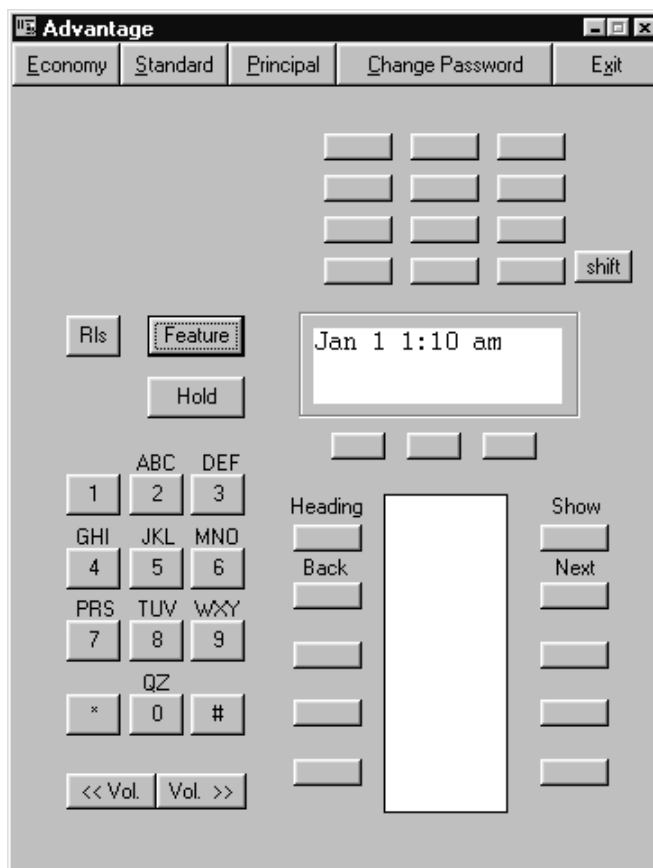 Advantage
Economy Standard Principal Change Password Exit
shift
Rls Feature
Jan 1 1:10 am
Hold
ABC DEF
1 2 3
Heading Show
GHI JKL MNO
4 5 6
Back Next
PRS TUV WXY
7 8 9
QZ
* 0 #
<< Vol. Vol. >>